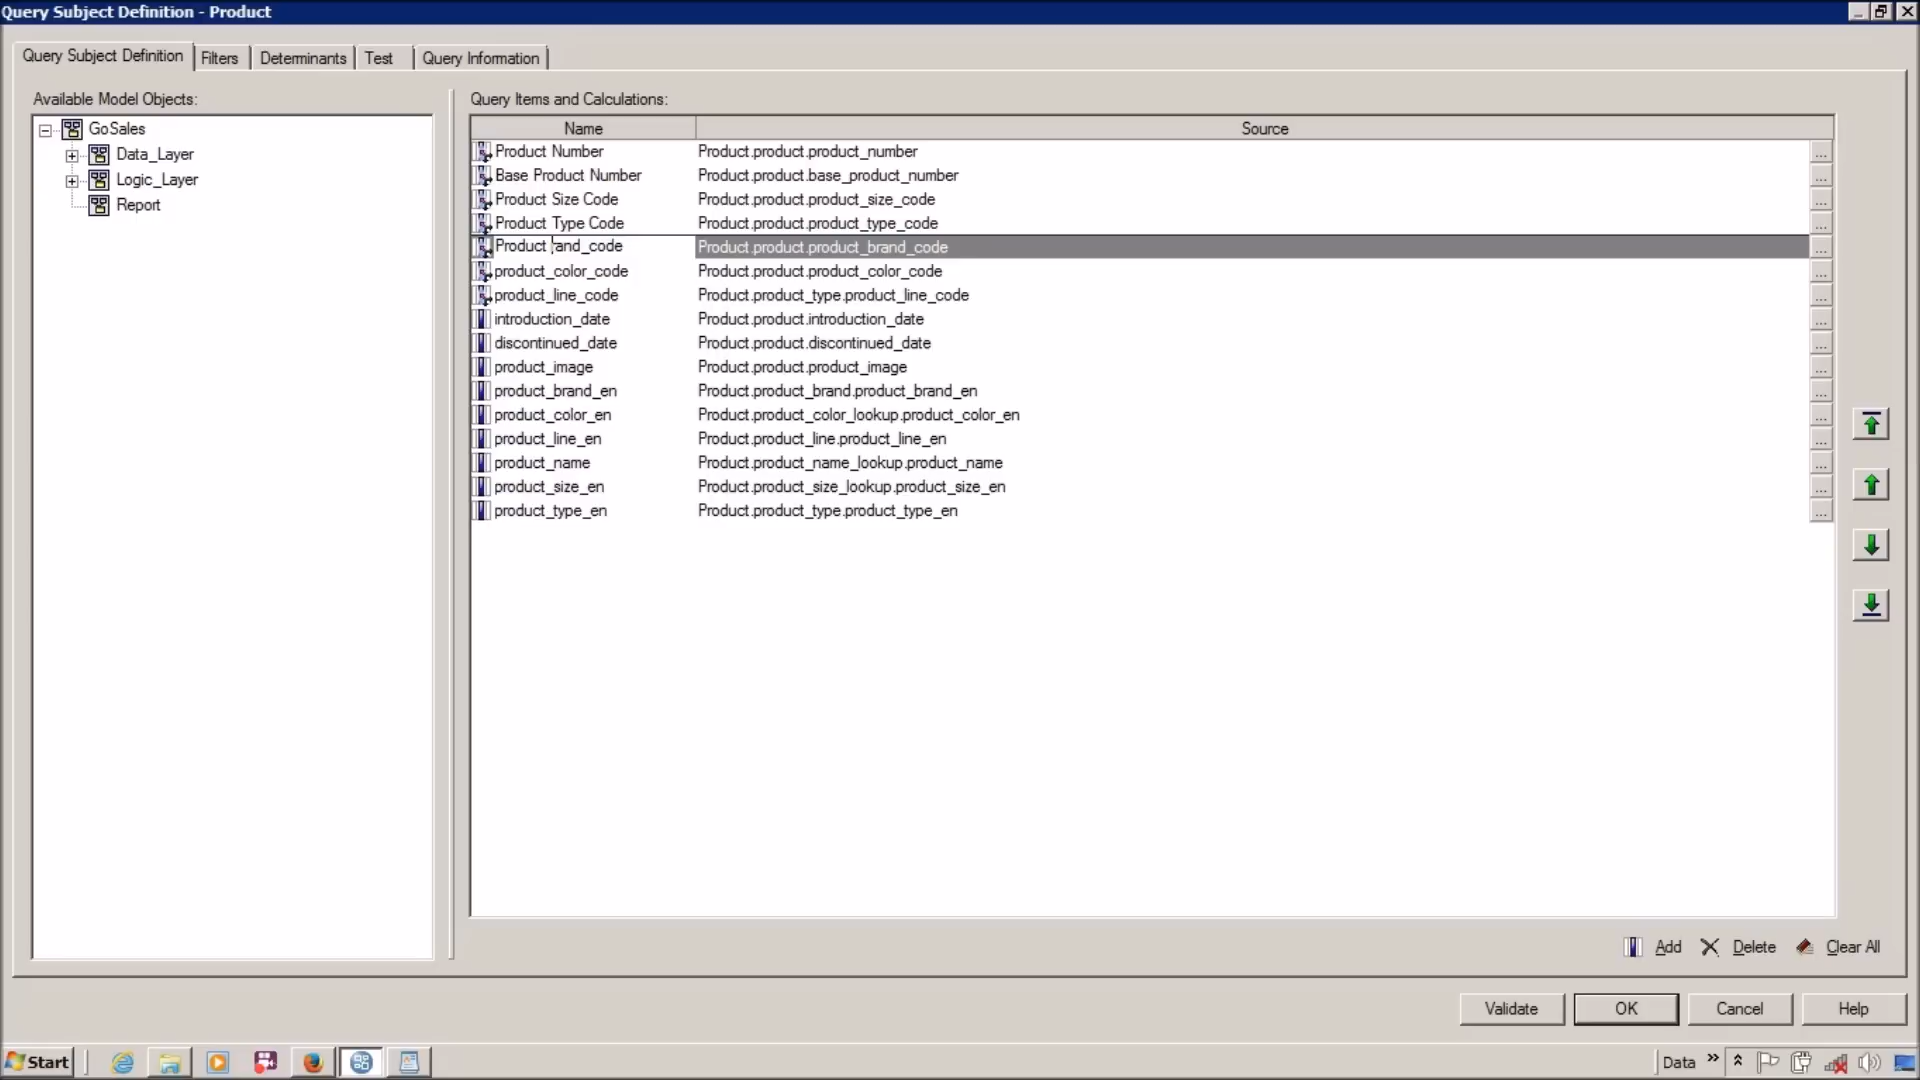 Query Subject Definition - Product
Query Subject Definition
Filters
Determinants
Test
Query Information
Available Model Objects:
GoSales
Data_Layer
Logic_Layer
Report
Query Items and Calculations:
Name Source
Product Number Product.product.product_number ...
Base Product Number Product.product.base_product_number ...
Product Size Code Product.product.product_size_code ...
Product Type Code Product.product.product_type_code ...
Product and_code Product.product.product_brand_code ...
product_color_code Product.product.product_color_code ...
product_line_code Product.product_type.product_line_code ...
introduction_date Product.product.introduction_date ...
discontinued_date Product.product.discontinued_date ...
product_image Product.product.product_image ...
product_brand_en Product.product_brand.product_brand_en ...
product_color_en Product.product_color_lookup.product_color_en ...
product_line_en Product.product_line.product_line_en ...
product_name Product.product_name_lookup.product_name ...
product_size_en Product.product_size_lookup.product_size_en ...
product_type_en Product.product_type.product_type_en ...
Add Delete Clear All
Validate OK Cancel Help
Start Data